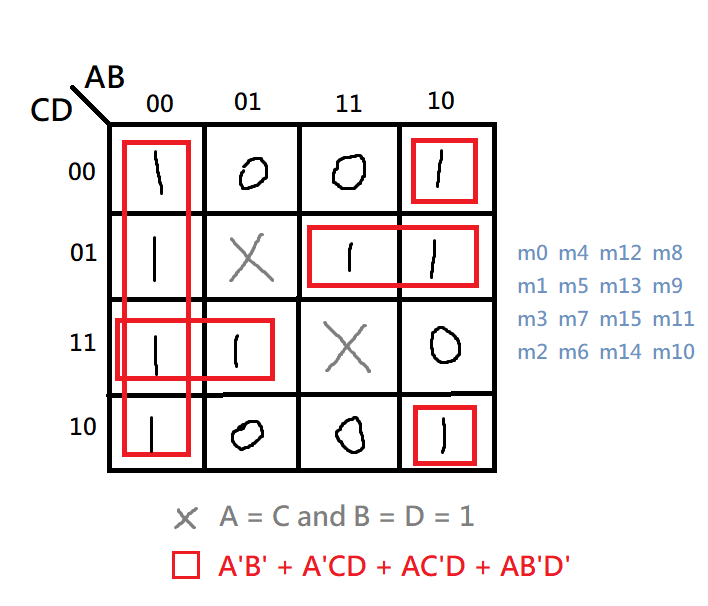 AB
CD 00 01 11 10
00 1 0 0 1
01 1 X 1 1
11 1 1 X 0
10 1 0 0 1
m0 m4 m12 m8
m1 m5 m13 m9
m3 m7 m15 m11
m2 m6 m14 m10
X A = C and B = D = 1
A'B' + A'CD + AC'D + AB'D'